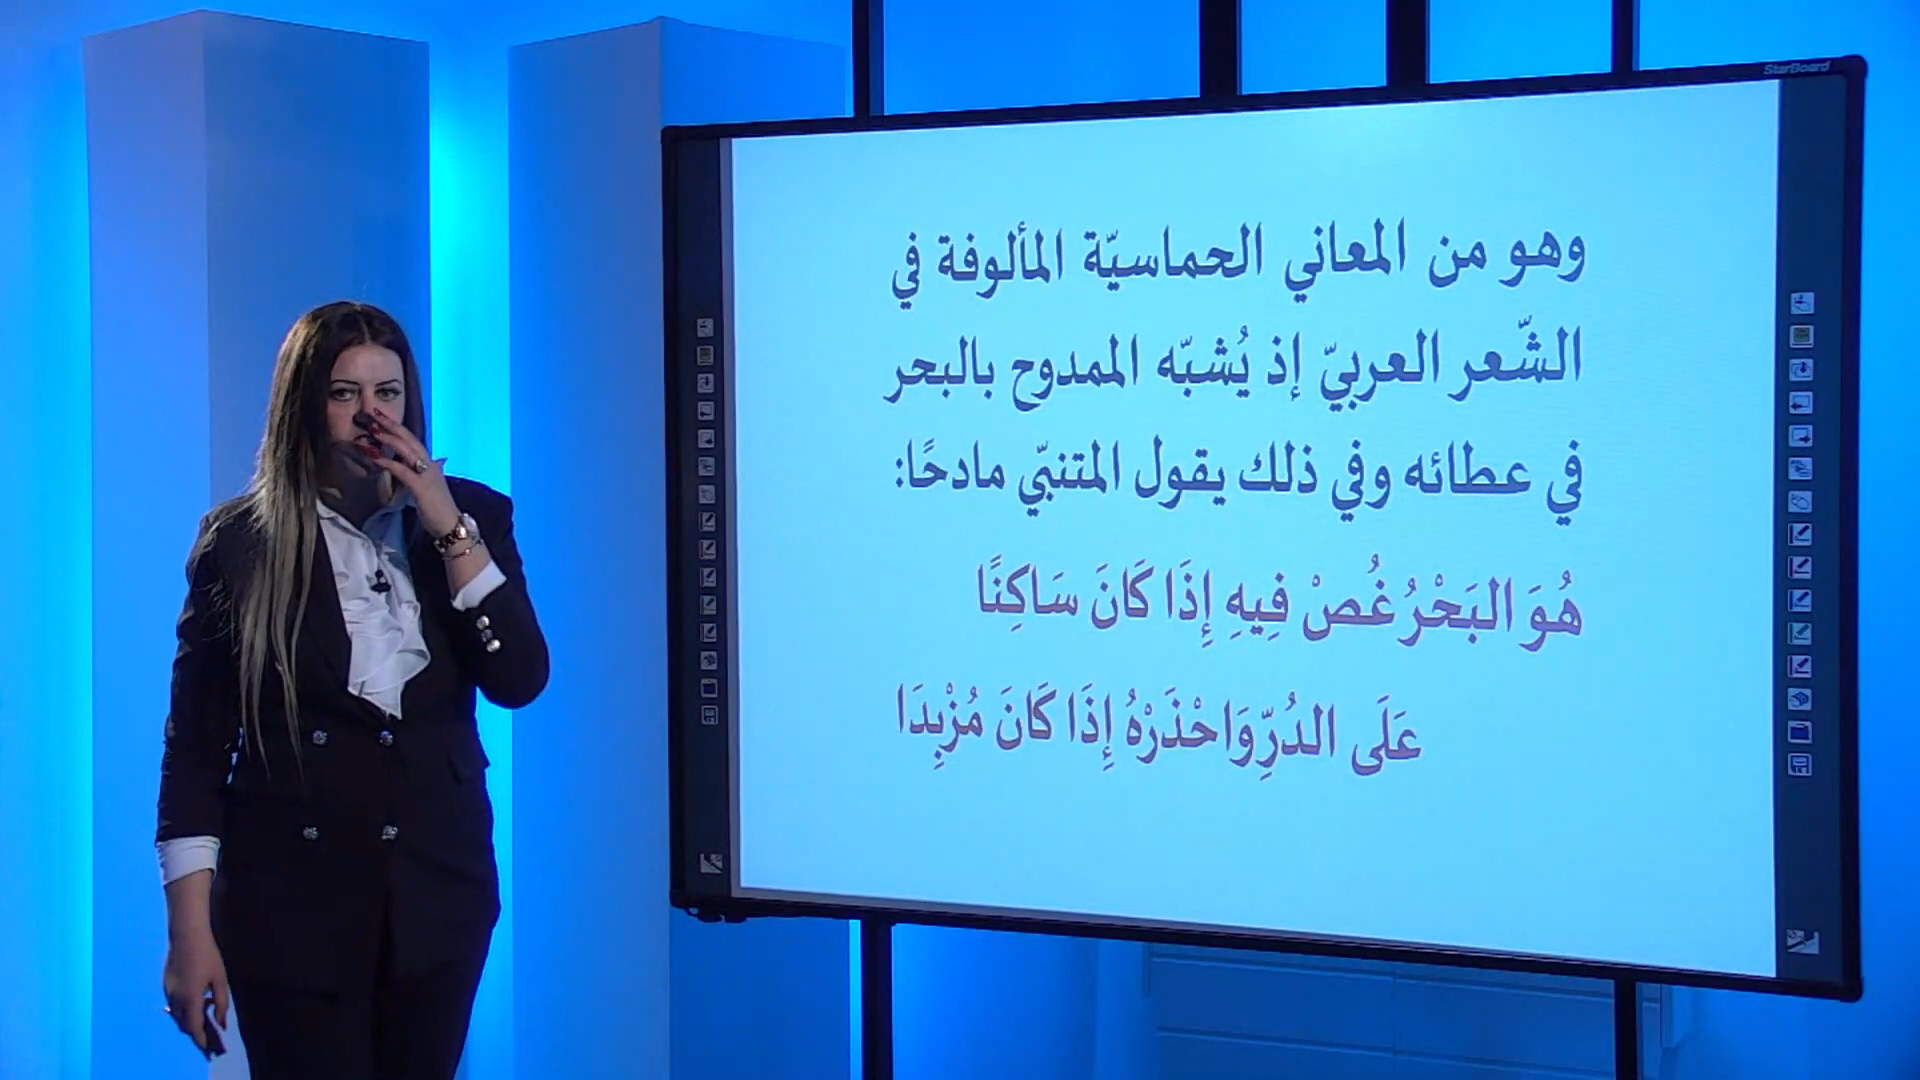 StarBoard
وهو من المعاني الحماسيّة المألوفة في
الشّعر العربيّ إذ يُشبّه الممدوح بالبحر
في عطائه وفي ذلك يقول المتنبّي مادحًا:
هُوَ البَحْرُ غُصْ فِيهِ إِذَا كَانَ سَاكِنًا
عَلَى الدُرِّ وَاحْذَرْهُ إِذَا كَانَ مُزْبِدَا